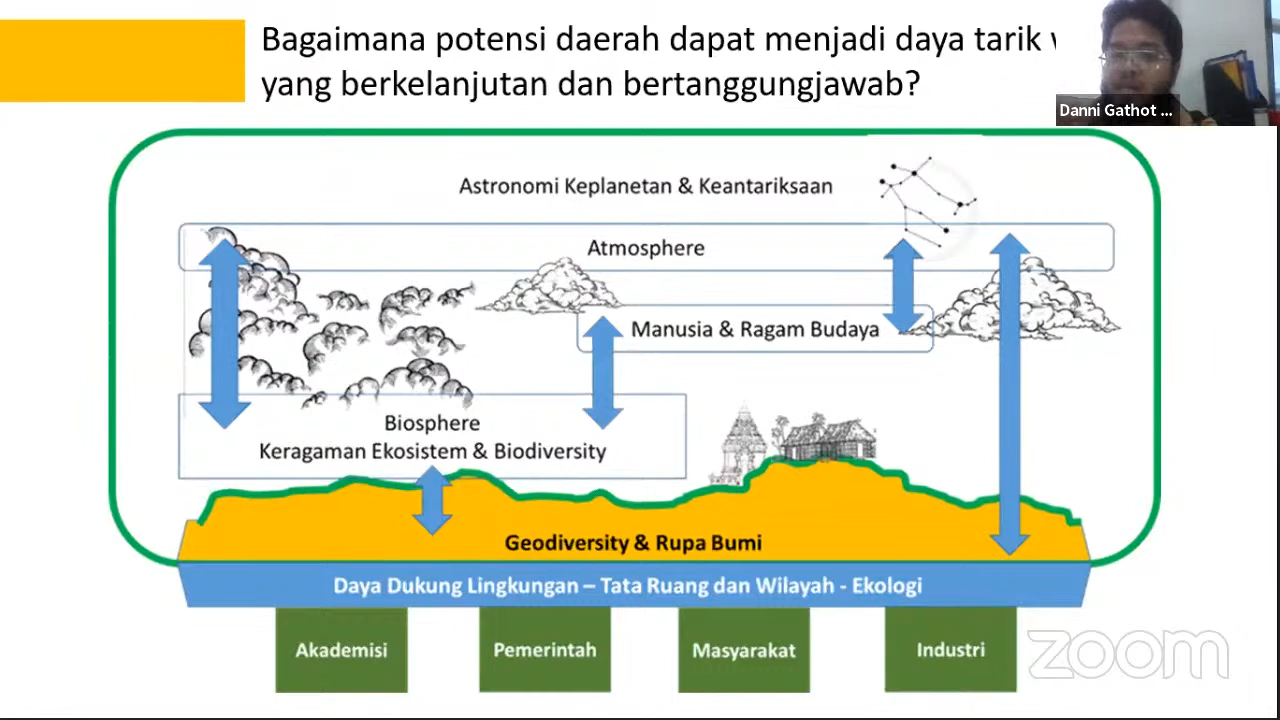 Bagaimana potensi daerah dapat menjadi daya tarik
yang berkelanjutan dan bertanggungjawab?
Danni Gathot ...
Astronomi Keplanetan & Keantariksaan
Atmosphere
Manusia & Ragam Budaya
Biosphere
Keragaman Ekosistem & Biodiversity
Geodiversity & Rupa Bumi
Daya Dukung Lingkungan – Tata Ruang dan Wilayah - Ekologi
Akademisi
Pemerintah
Masyarakat
Industri
zoom